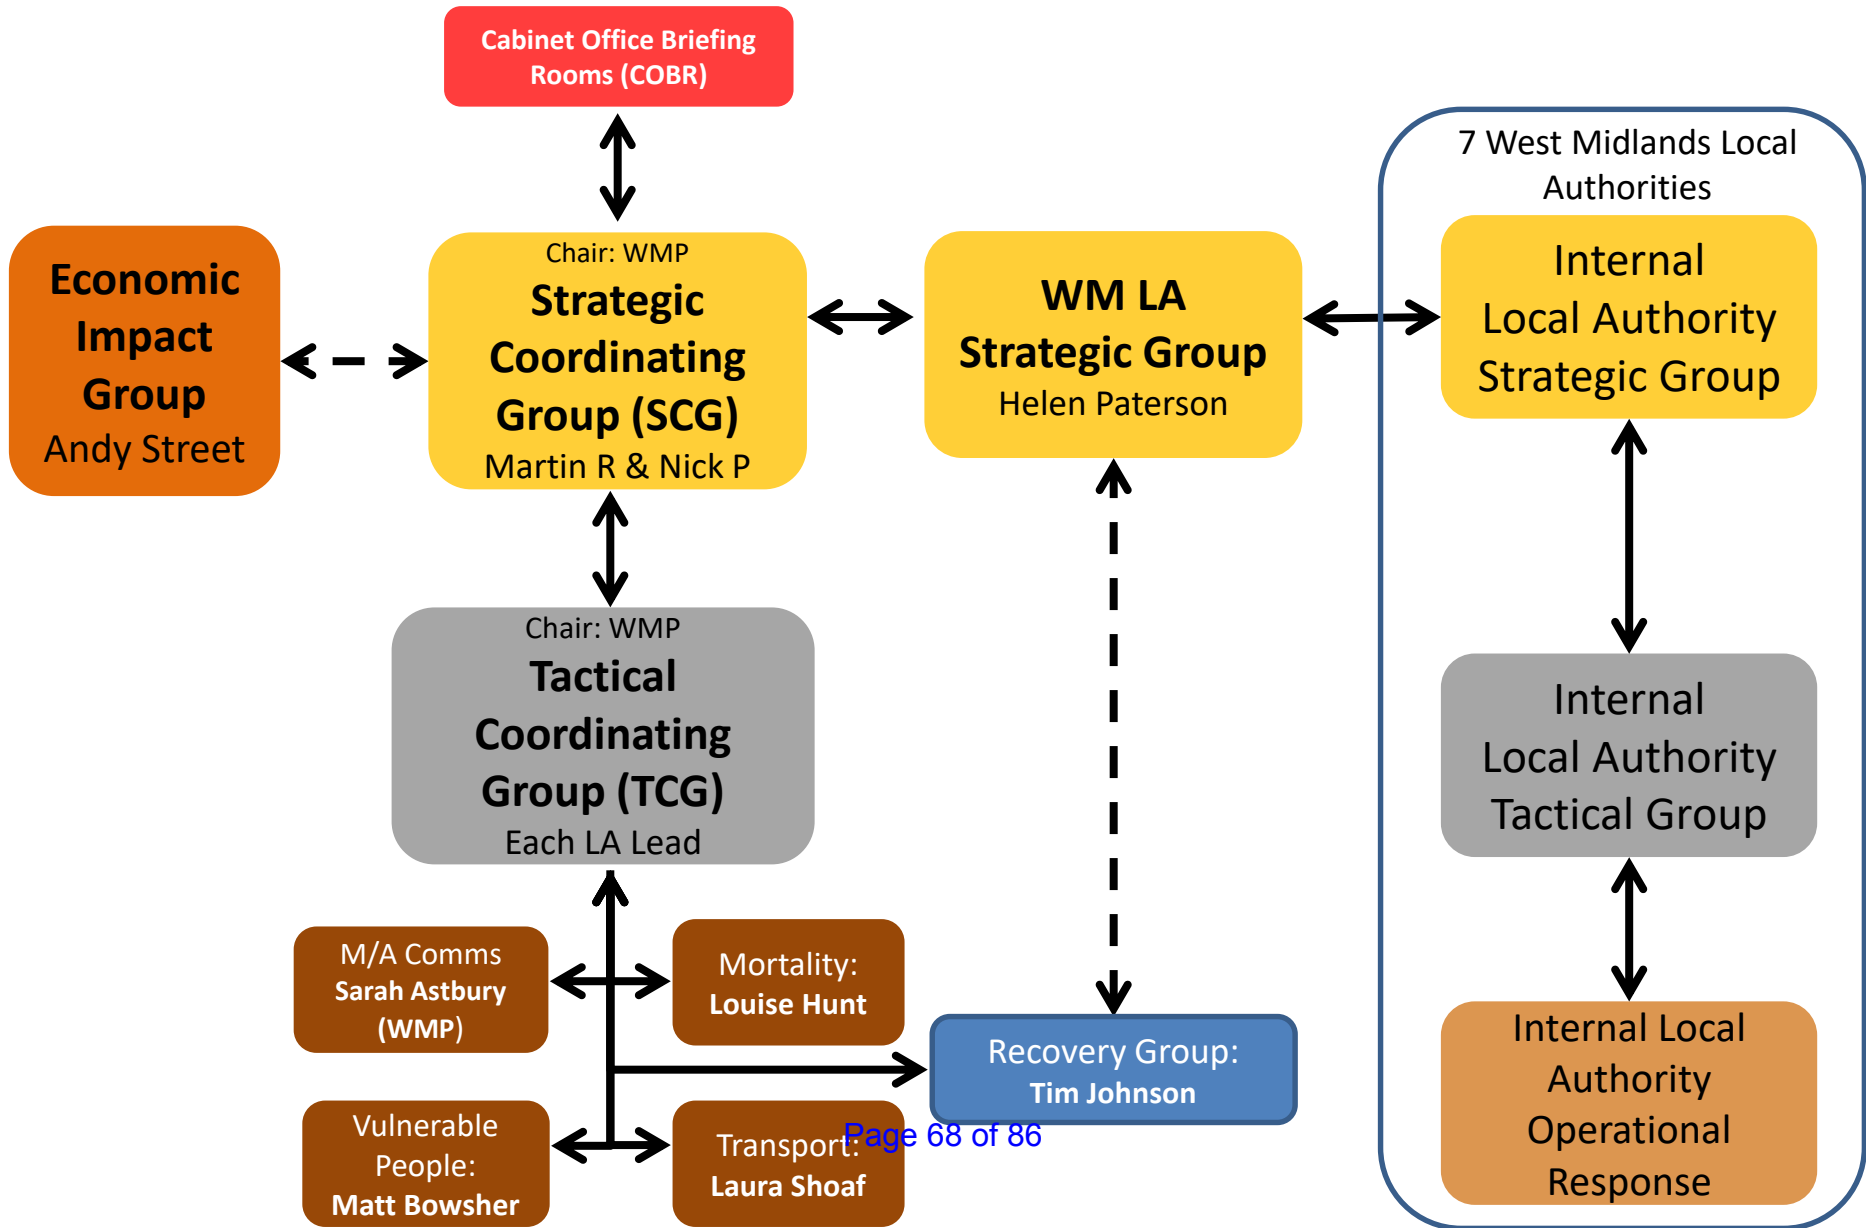 Cabinet Office Briefing
Rooms (COBR)
7 West Midlands Local
Authorities
Economic
Impact
Group
Andy Street
Chair: WMP
Strategic
Coordinating
Group (SCG)
Martin R & Nick P
WM LA
Strategic Group
Helen Paterson
Internal
Local Authority
Strategic Group
Chair: WMP
Tactical
Coordinating
Group (TCG)
Each LA Lead
Internal
Local Authority
Tactical Group
M/A Comms
Sarah Astbury
(WMP)
Mortality:
Louise Hunt
Recovery Group:
Tim Johnson
Internal Local
Authority
Operational
Response
Vulnerable
People:
Matt Bowsher
Transport:
Laura Shoaf
Page 68 of 86